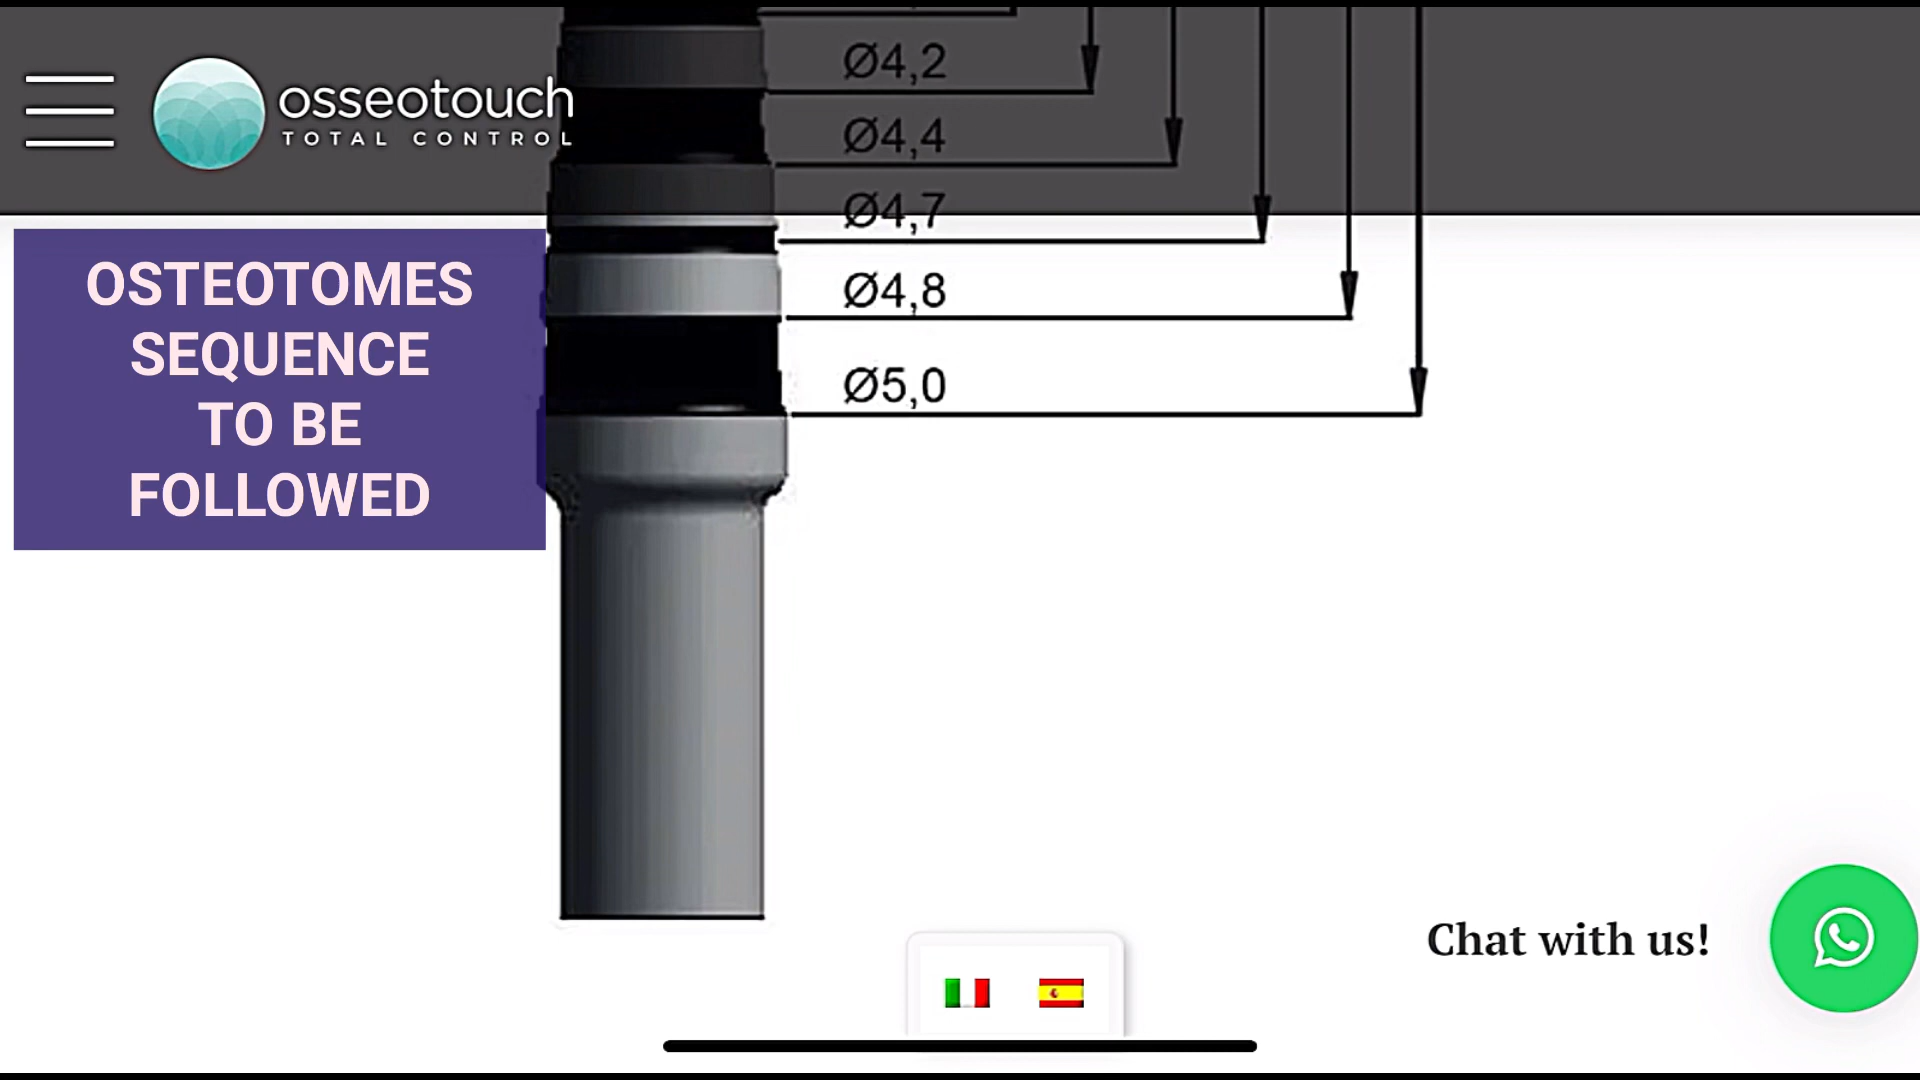 Ø4,2
osseotouch
TOTAL CONTROL
Ø4,4
Ø4,7
OSTEOTOMES
SEQUENCE
TO BE
FOLLOWED
Ø4,8
Ø5,0
Chat with us!